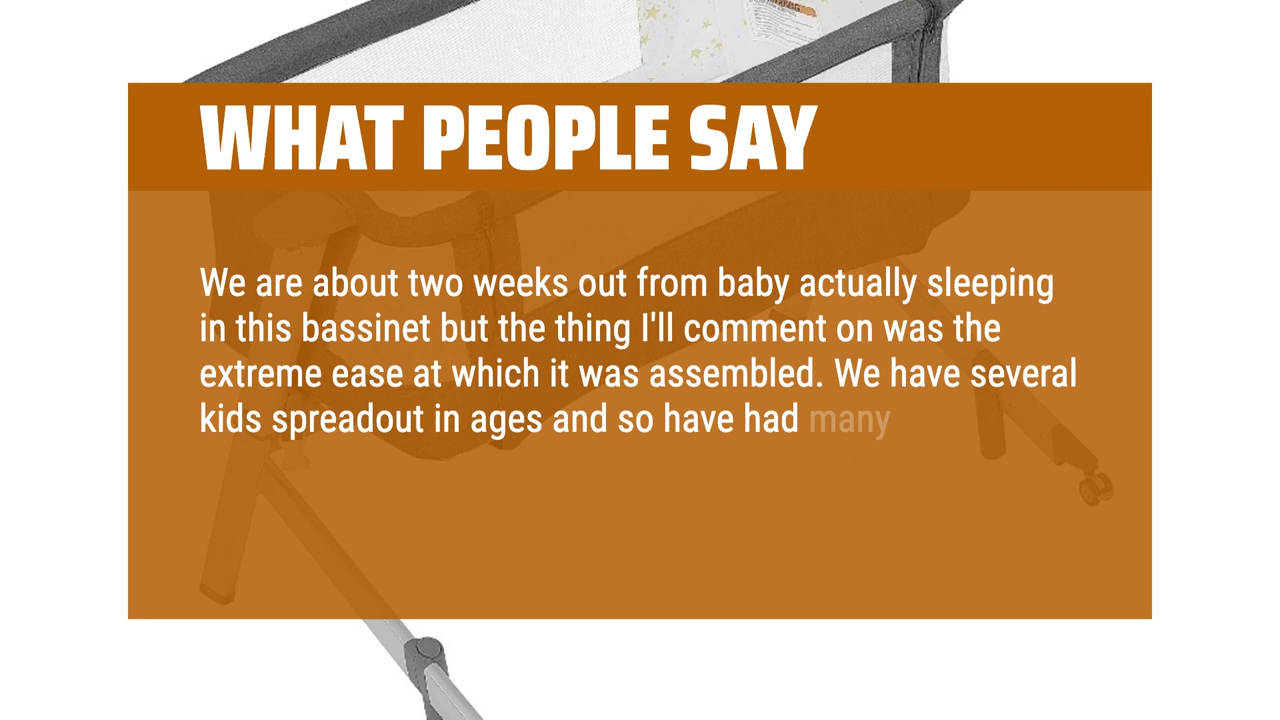 WARNING
WHAT PEOPLE SAY
We are about two weeks out from baby actually sleeping
in this bassinet but the thing I'll comment on was the
extreme ease at which it was assembled. We have several
kids spreadout in ages and so have had many